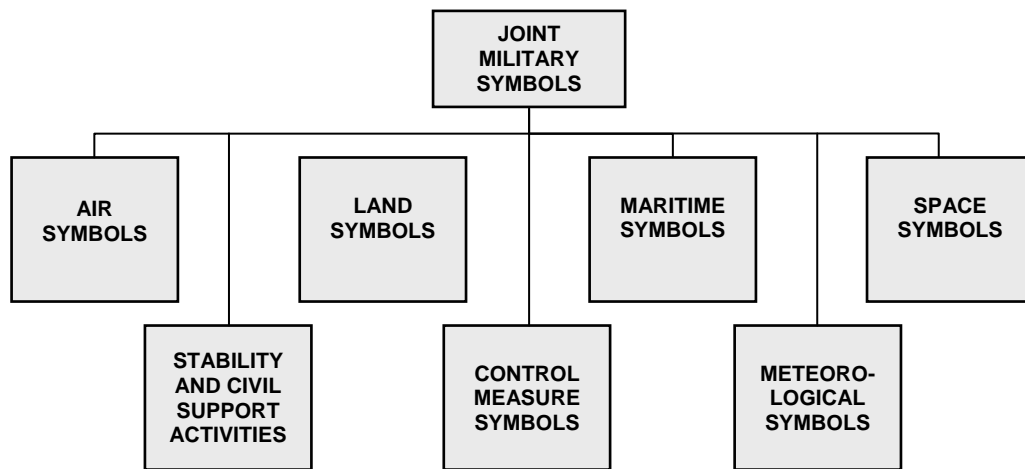 JOINT
MILITARY
SYMBOLS
AIR
SYMBOLS
LAND
SYMBOLS
MARITIME
SYMBOLS
SPACE
SYMBOLS
STABILITY
AND CIVIL
SUPPORT
ACTIVITIES
CONTROL
MEASURE
SYMBOLS
METEORO-
LOGICAL
SYMBOLS